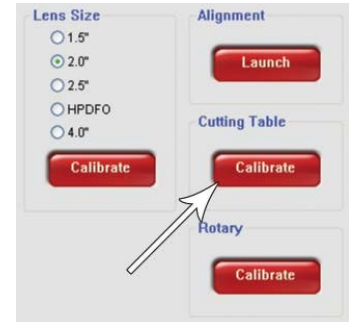 Lens Size
1.5"
2.0"
2.5"
HPDFO
4.0"
Calibrate
Alignment
Launch
Cutting Table
Calibrate
Rotary
Calibrate